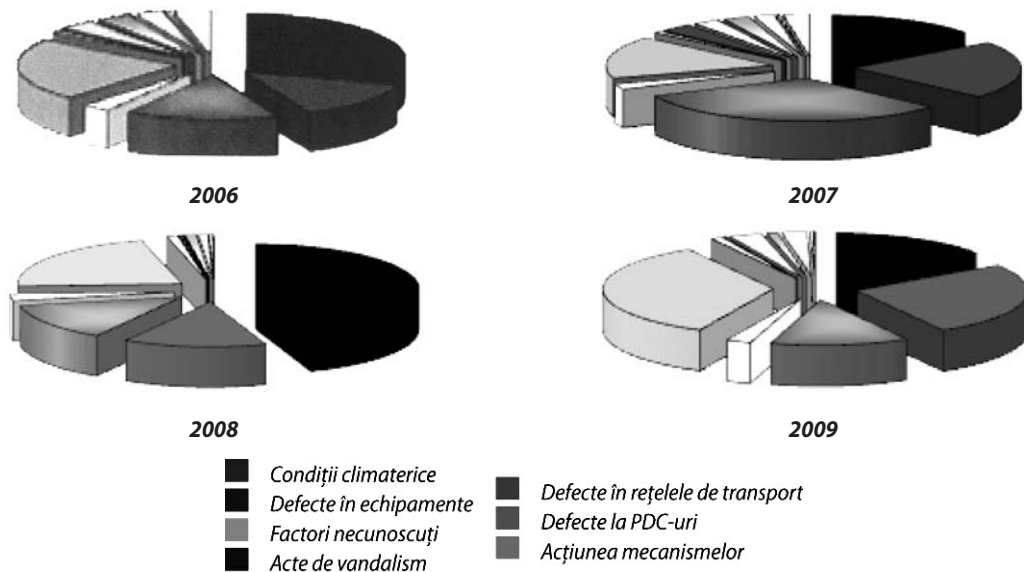 2006
2007
2008
2009
Condiții climaterice
Defecte în echipamente
Factori necunoscuți
Acte de vandalism
Defecte în rețelele de transport
Defecte la PDC-uri
Acțiunea mecanismelor